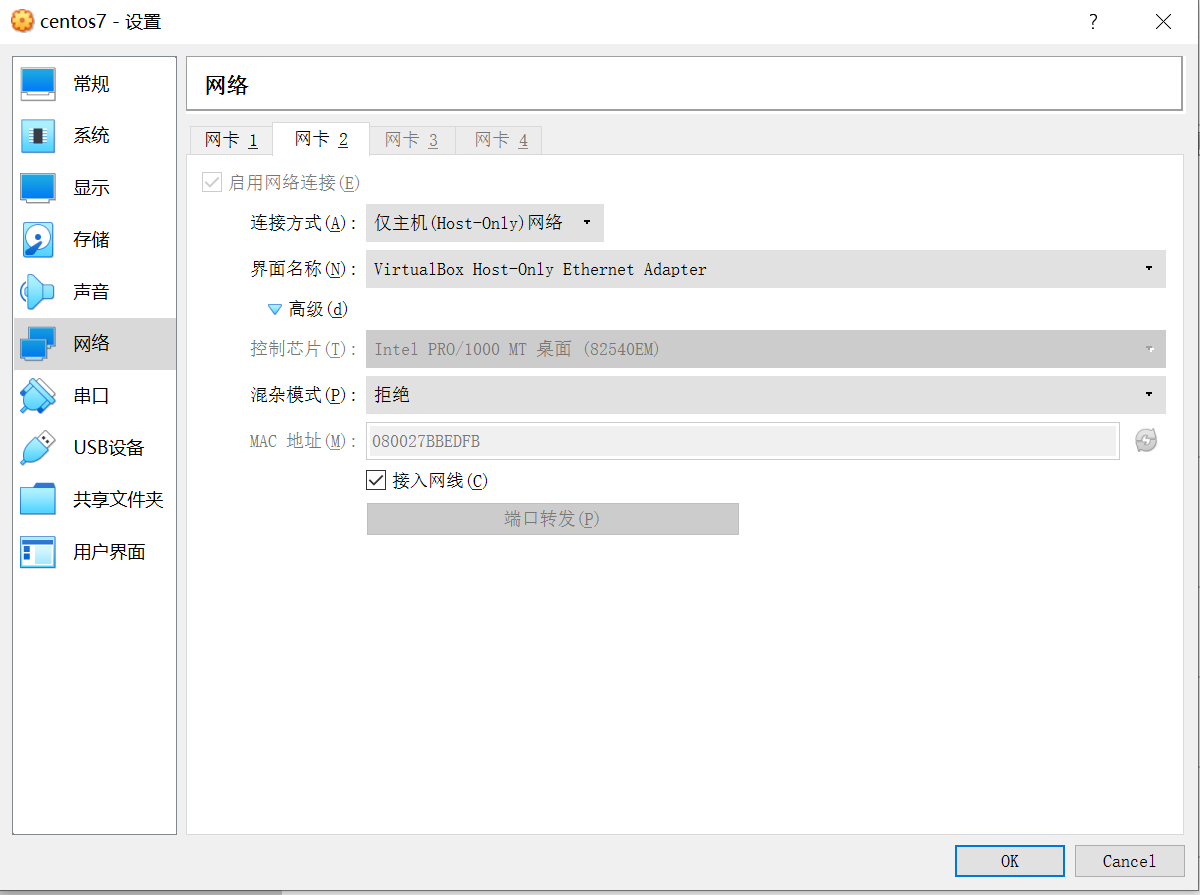 centos7 - 设置
?
常规
系统
显示
存储
声音
网络
串口
USB设备
共享文件夹
用户界面
网络
网卡 1 网卡 2 网卡 3 网卡 4
启用网络连接(E)
连接方式(A): 仅主机(Host-Only)网络
界面名称(N): VirtualBox Host-Only Ethernet Adapter
高级(d)
控制芯片(T): Intel PRO/1000 MT 桌面 (82540EM)
混杂模式(P): 拒绝
MAC 地址(M): 080027BBEDFB
接入网线(C)
端口转发(P)
OK Cancel